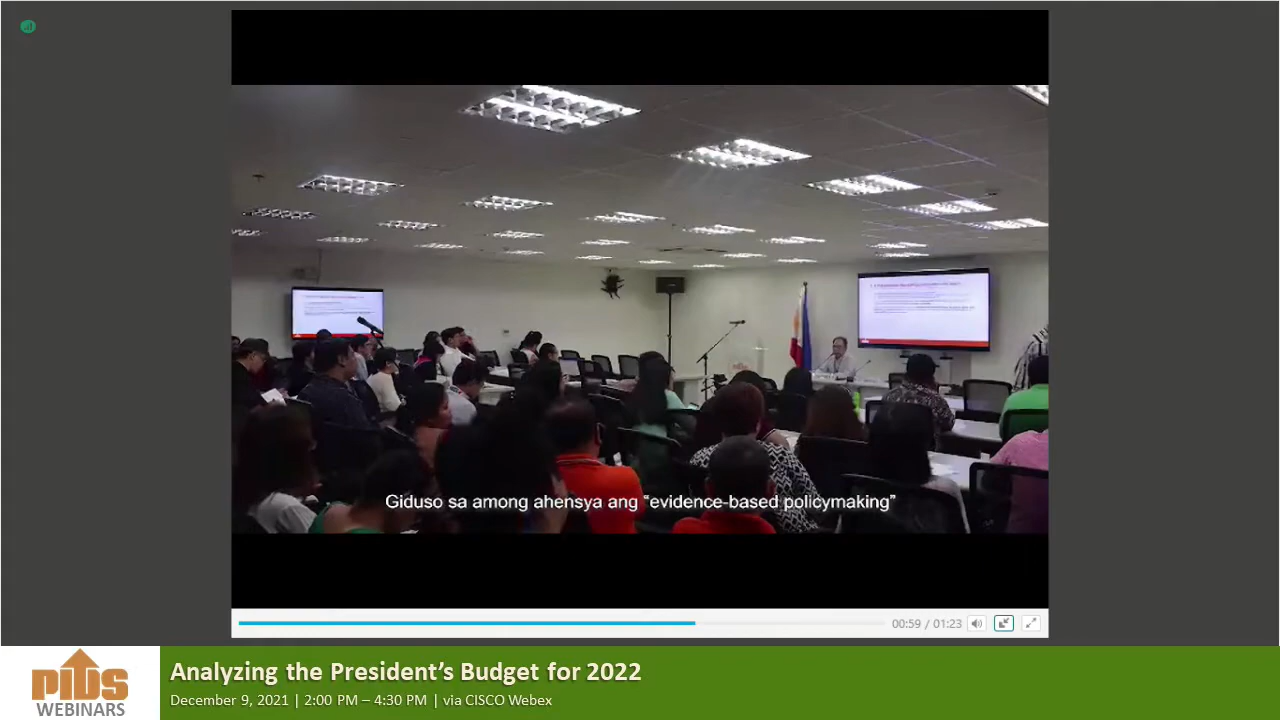 Giduso sa among ahensya ang “evidence-based policymaking”
00:59 / 01:23
PIDS
WEBINARS
Analyzing the President’s Budget for 2022
December 9, 2021 | 2:00 PM – 4:30 PM | via CISCO Webex